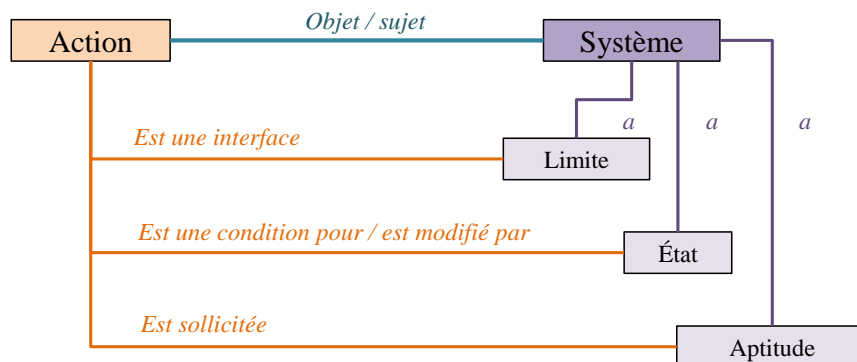 Objet / sujet
Action
Système
Est une interface
a
a
a
Limite
Est une condition pour / est modifié par
État
Est sollicitée
Aptitude